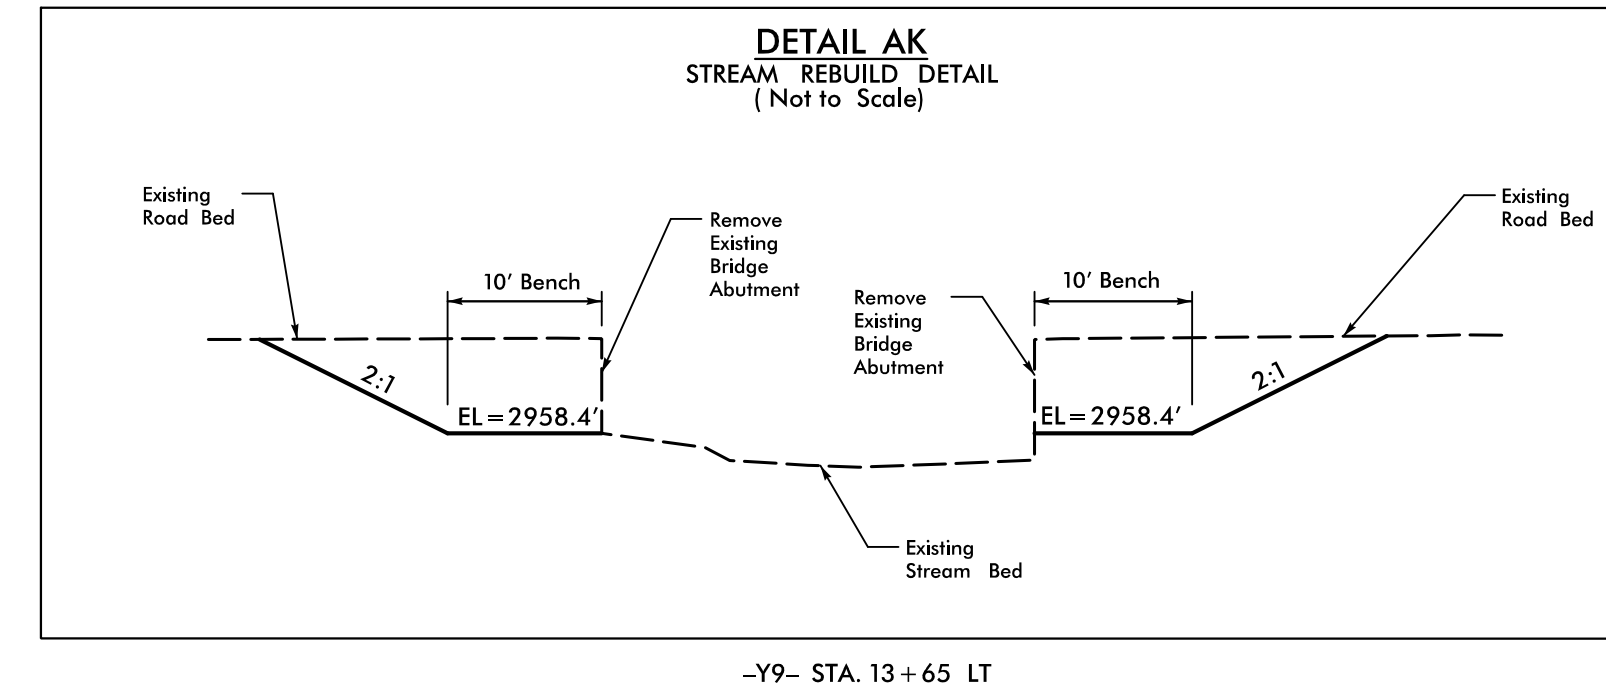 DETAIL AK
STREAM REBUILD DETAIL
( Not to Scale)
Existing
Road Bed
10' Bench
Remove
Existing
Bridge
Abutment
2:1
EL=2958.4'
Remove
Existing
Bridge
Abutment
10' Bench
Existing
Road Bed
2:1
EL=2958.4'
Existing
Stream Bed
–Y9– STA. 13+65 LT